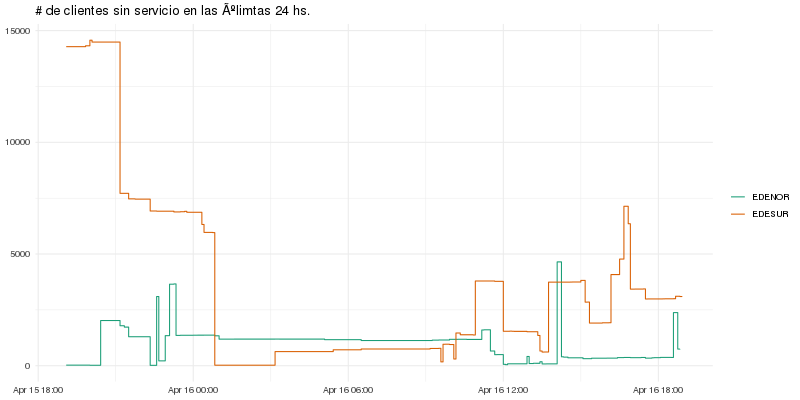 # de clientes sin servicio en las Ãºlimtas 24 hs.
15000
10000
5000
0
Apr 15 18:00
Apr 16 00:00
Apr 16 06:00
Apr 16 12:00
Apr 16 18:00
EDENOR
EDESUR